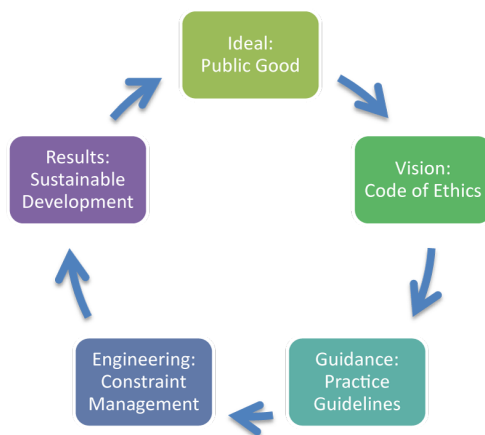 Ideal:
Public Good
Vision:
Code of Ethics
Guidance:
Practice
Guidelines
Engineering:
Constraint
Management
Results:
Sustainable
Development